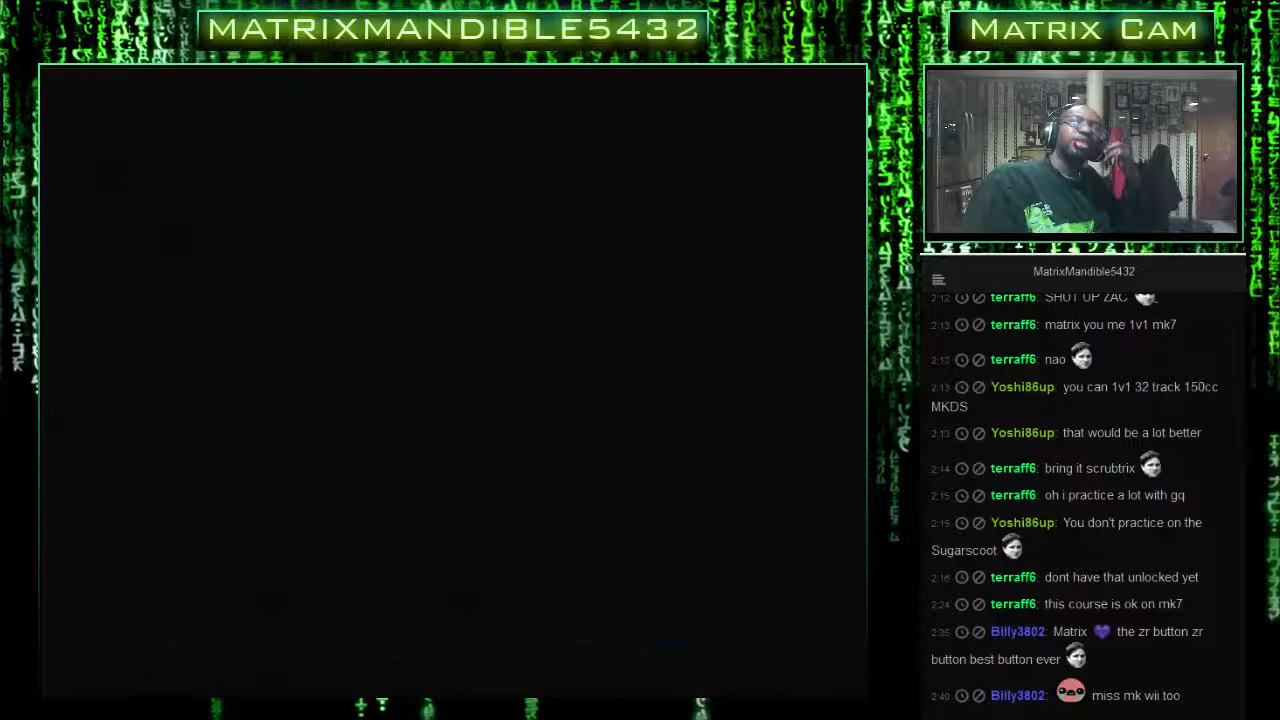 MATRIXMANDIBLE5432
MATRIX CAM
MatrixMandible5432
2:12 terraff6: SHUT UP ZAC
2:13 terraff6: matrix you me 1v1 mk7
2:13 terraff6: nao
2:13 Yoshi86up: you can 1v1 32 track 150cc
MKDS
2:13 Yoshi86up: that would be a lot better
2:14 terraff6: bring it scrubtrix
2:15 terraff6: oh i practice a lot with gq
2:15 Yoshi86up: You don't practice on the
Sugarscoot
2:16 terraff6: dont have that unlocked yet
2:24 terraff6: this course is ok on mk7
2:35 Billy3802: Matrix the zr button zr
button best button ever
2:40 Billy3802: miss mk wii too